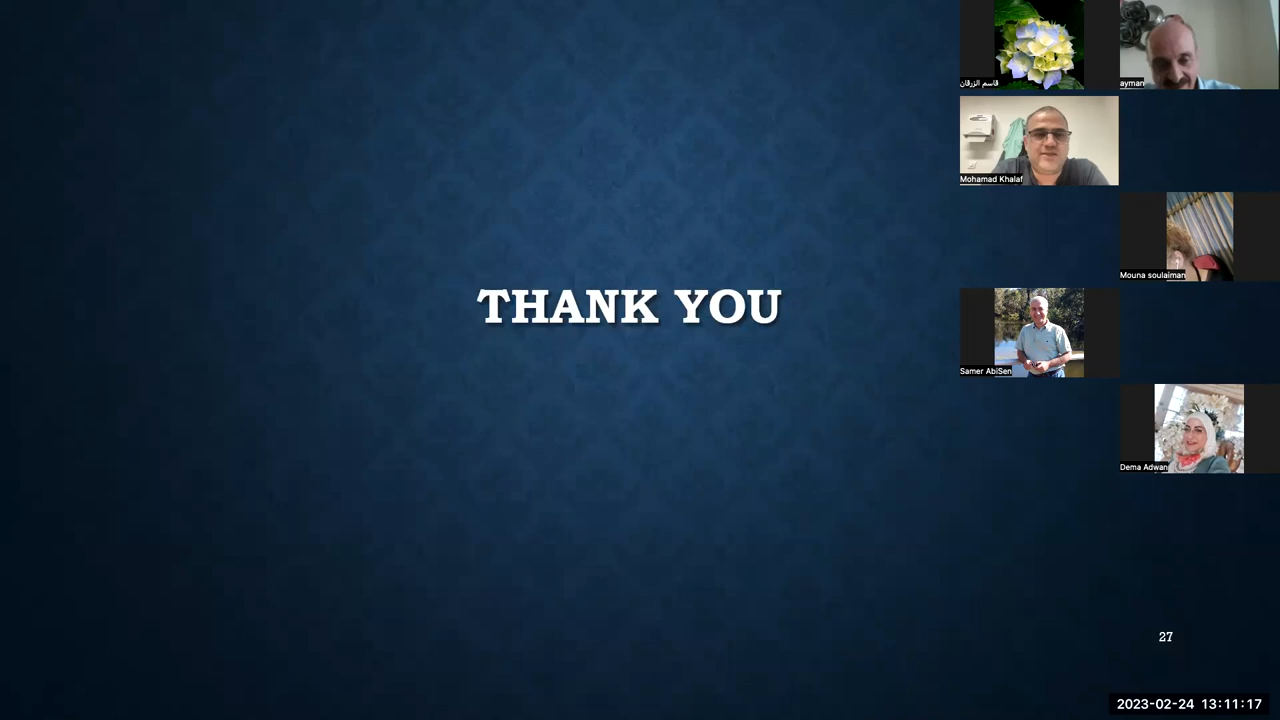 قاسم الزرقان
ayman
Mohamad Khalaf
Mouna soulaiman
THANK YOU
Samer AbiSen
Dema Adwan
27
2023-02-24 13:11:17